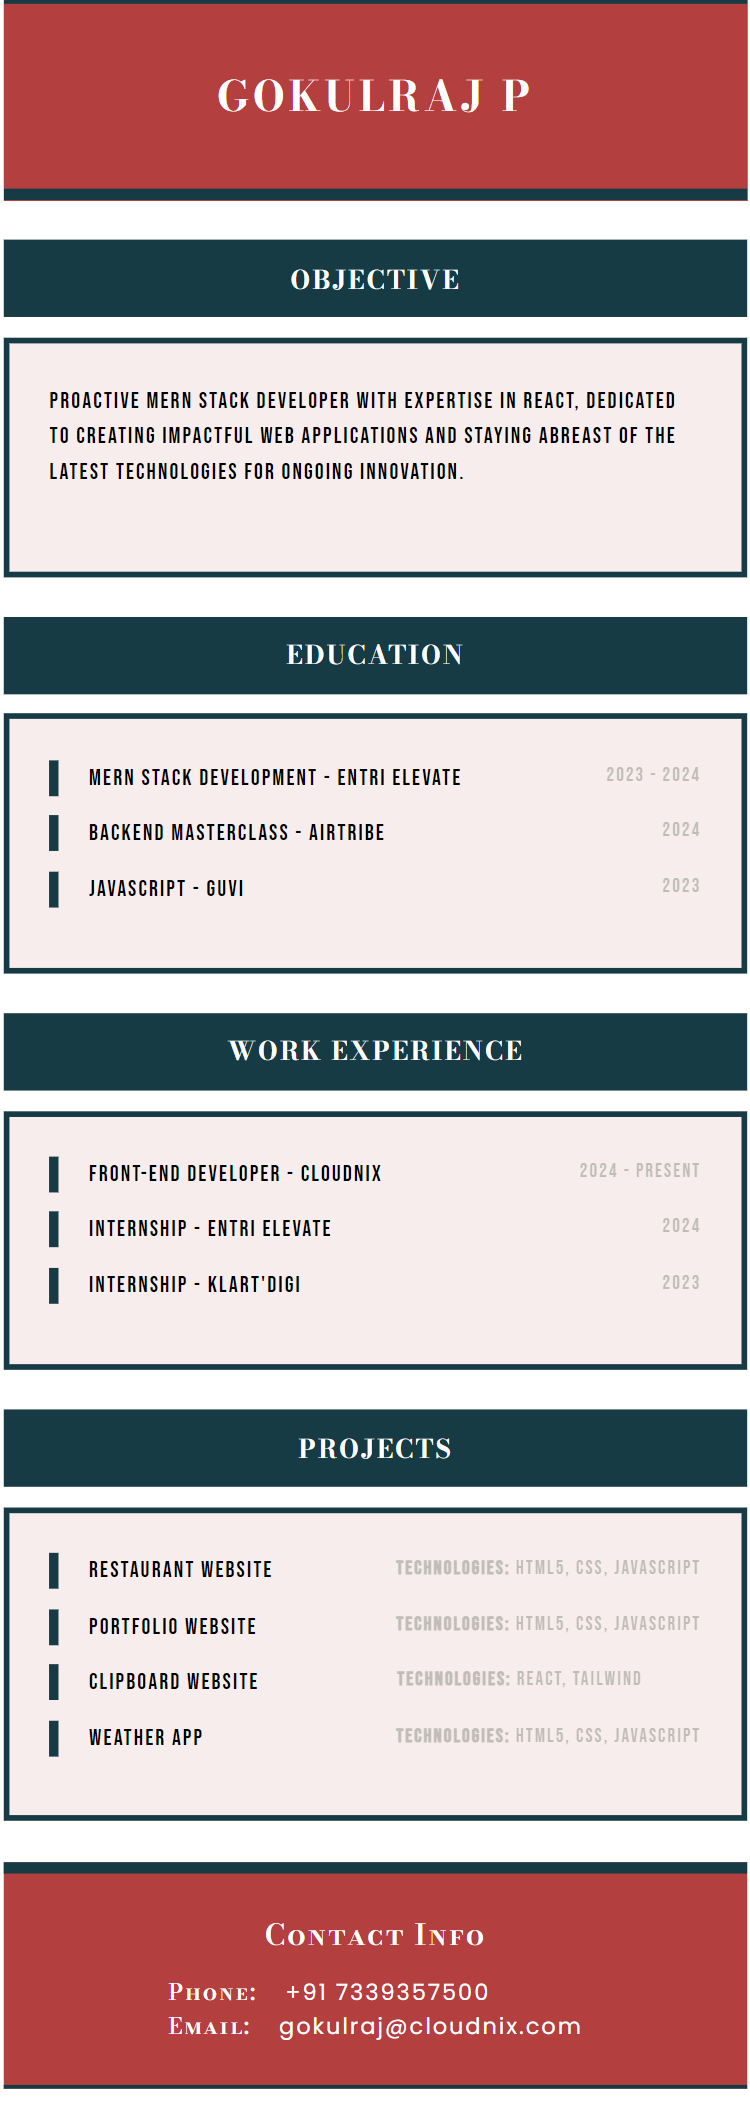 GOKULRAJ P
OBJECTIVE
PROACTIVE MERN STACK DEVELOPER WITH EXPERTISE IN REACT, DEDICATED
TO CREATING IMPACTFUL WEB APPLICATIONS AND STAYING ABREAST OF THE
LATEST TECHNOLOGIES FOR ONGOING INNOVATION.
EDUCATION
MERN STACK DEVELOPMENT - ENTRI ELEVATE 2023 - 2024
BACKEND MASTERCLASS - AIRTRIBE 2024
JAVASCRIPT - GUVI 2023
WORK EXPERIENCE
FRONT-END DEVELOPER - CLOUDNIX 2024 - PRESENT
INTERNSHIP - ENTRI ELEVATE 2024
INTERNSHIP - KLART'DIGI 2023
PROJECTS
RESTAURANT WEBSITE TECHNOLOGIES: HTML5, CSS, JAVASCRIPT
PORTFOLIO WEBSITE TECHNOLOGIES: HTML5, CSS, JAVASCRIPT
CLIPBOARD WEBSITE TECHNOLOGIES: REACT, TAILWIND
WEATHER APP TECHNOLOGIES: HTML5, CSS, JAVASCRIPT
Contact Info
Phone: +91 7339357500
Email: gokulraj@cloudnix.com